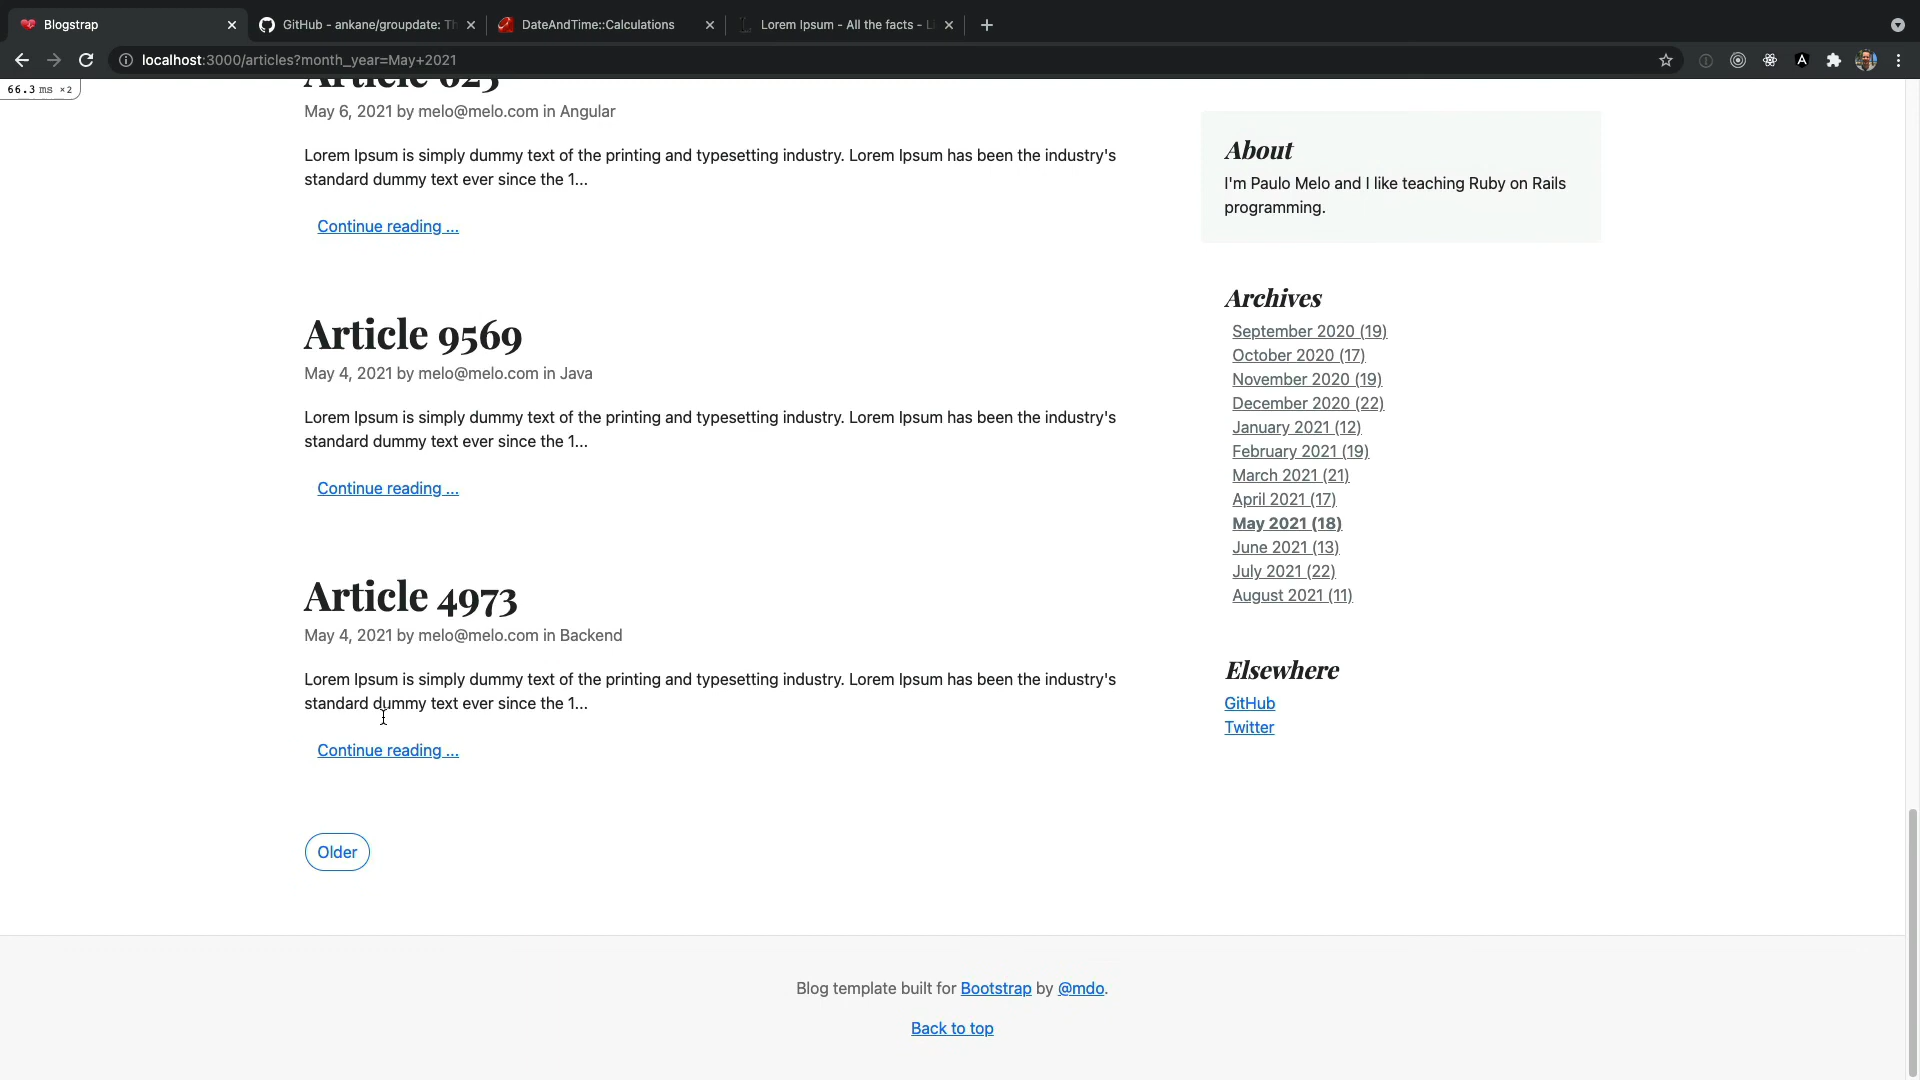 Blogstrap
GitHub - ankane/groupdate: Th
DateAndTime::Calculations
Lorem Ipsum - All the facts - Li
localhost:3000/articles?month_year=May+2021
66.3 ms ×2
Article 623
May 6, 2021 by melo@melo.com in Angular
Lorem Ipsum is simply dummy text of the printing and typesetting industry. Lorem Ipsum has been the industry's
standard dummy text ever since the 1...
Continue reading ...
Article 9569
May 4, 2021 by melo@melo.com in Java
Lorem Ipsum is simply dummy text of the printing and typesetting industry. Lorem Ipsum has been the industry's
standard dummy text ever since the 1...
Continue reading ...
Article 4973
May 4, 2021 by melo@melo.com in Backend
Lorem Ipsum is simply dummy text of the printing and typesetting industry. Lorem Ipsum has been the industry's
standard dummy text ever since the 1...
Continue reading ...
Older
About
I'm Paulo Melo and I like teaching Ruby on Rails
programming.
Archives
September 2020 (19)
October 2020 (17)
November 2020 (19)
December 2020 (22)
January 2021 (12)
February 2021 (19)
March 2021 (21)
April 2021 (17)
May 2021 (18)
June 2021 (13)
July 2021 (22)
August 2021 (11)
Elsewhere
GitHub
Twitter
Blog template built for Bootstrap by @mdo.
Back to top